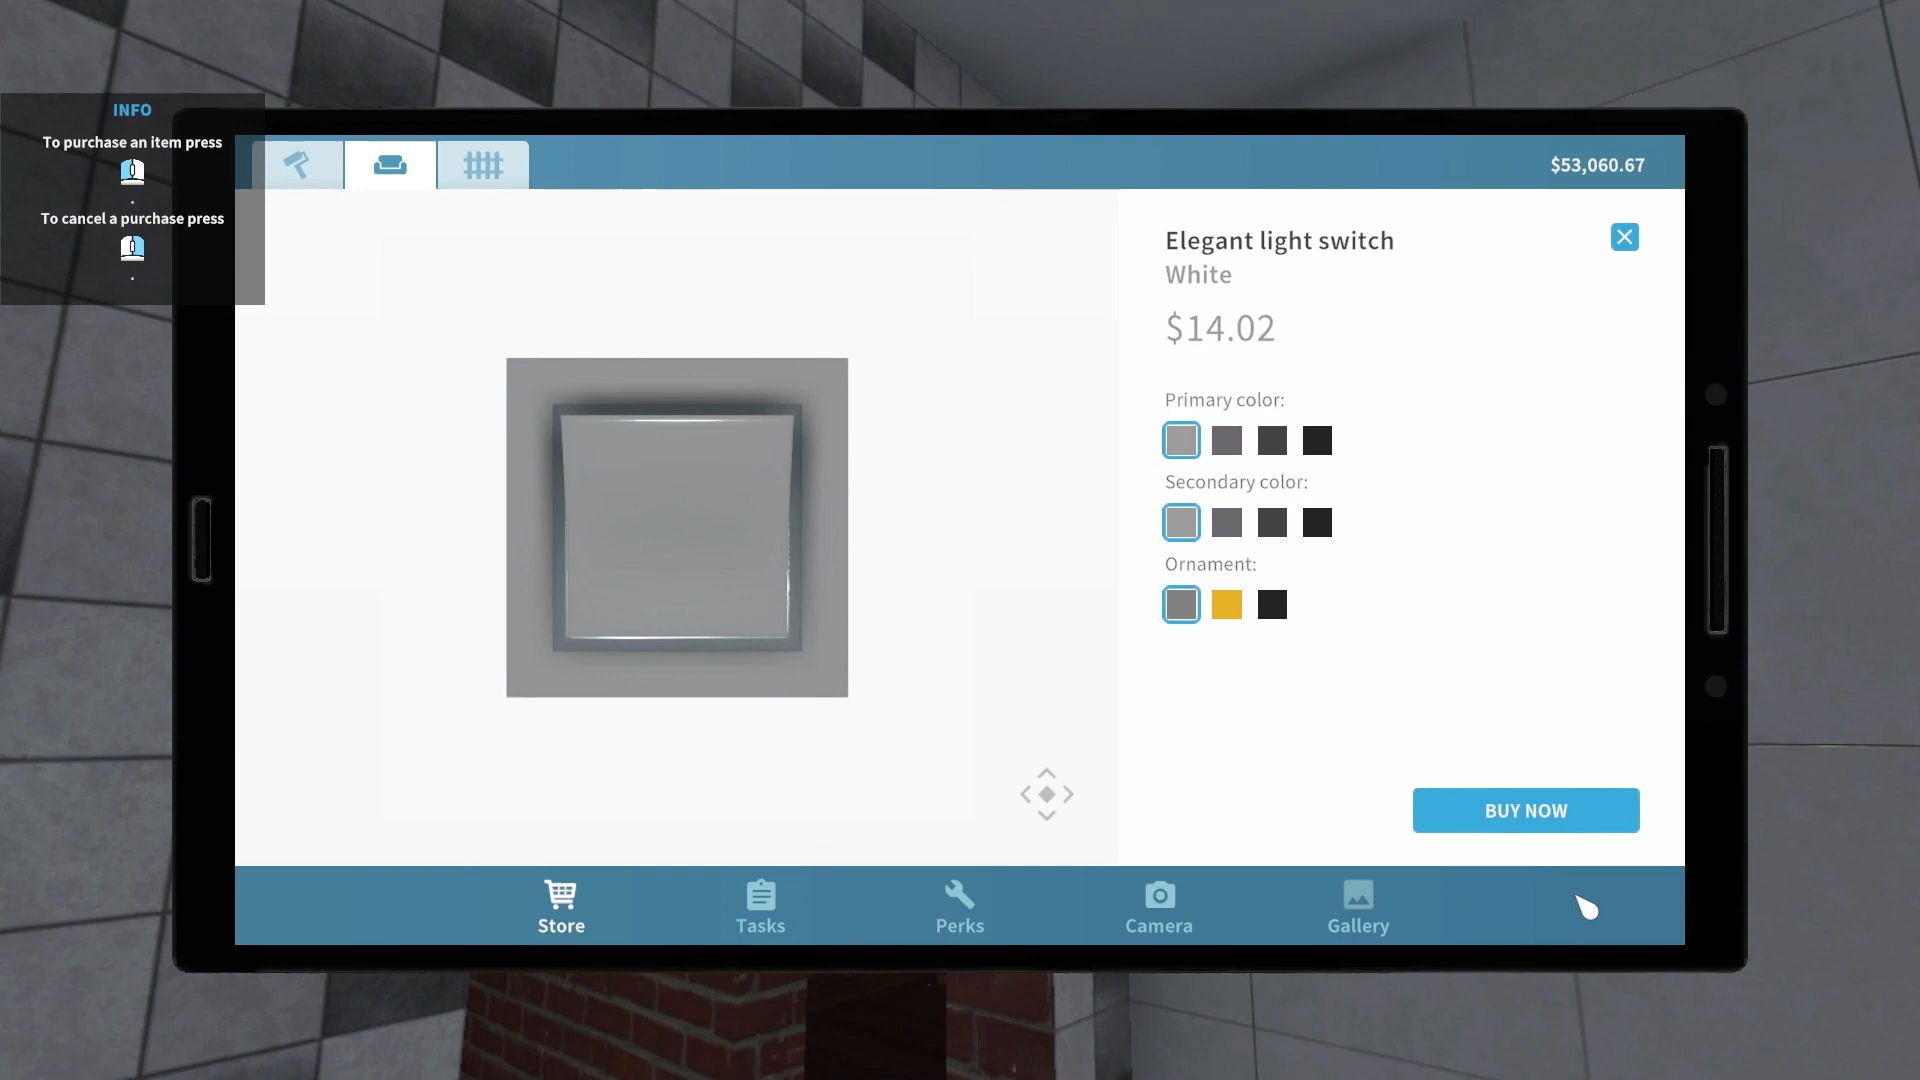 INFO
To purchase an item press
.
To cancel a purchase press
.
$53,060.67
Elegant light switch
White
$14.02
Primary color:
Secondary color:
Ornament:
BUY NOW
Store
Tasks
Perks
Camera
Gallery